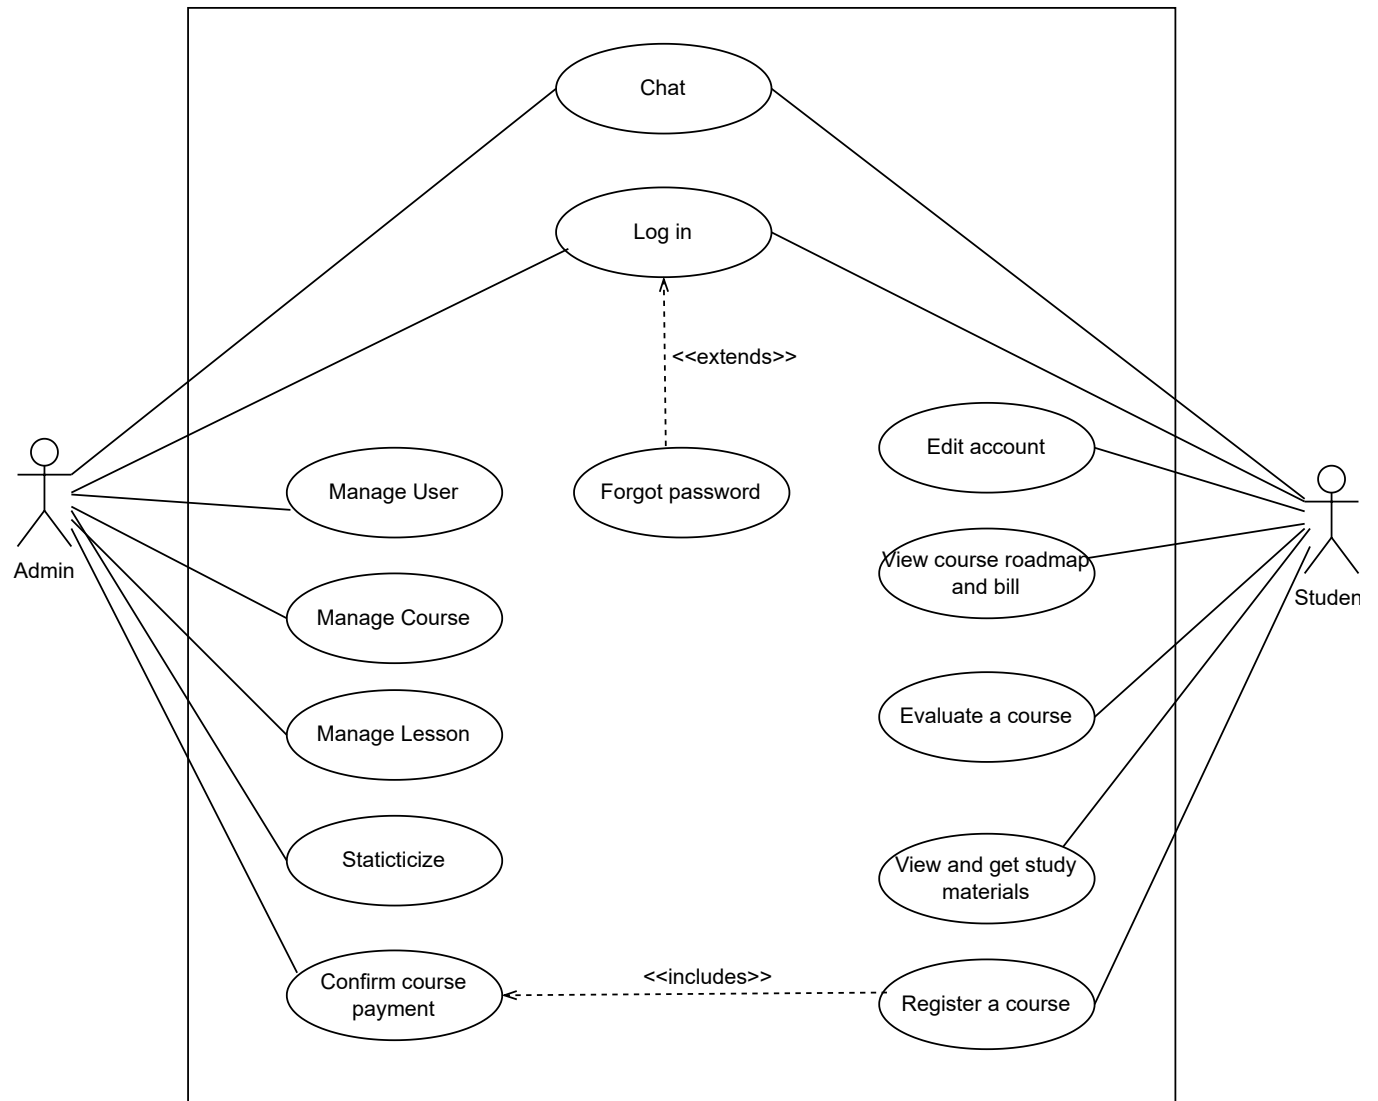 Chat
Log in
<<extends>>
Edit account
Manage User
Forgot password
View course roadmap
and bill
Admin
Studen
Manage Course
Evaluate a course
Manage Lesson
Staticticize
View and get study
materials
Confirm course
payment
<<includes>>
Register a course